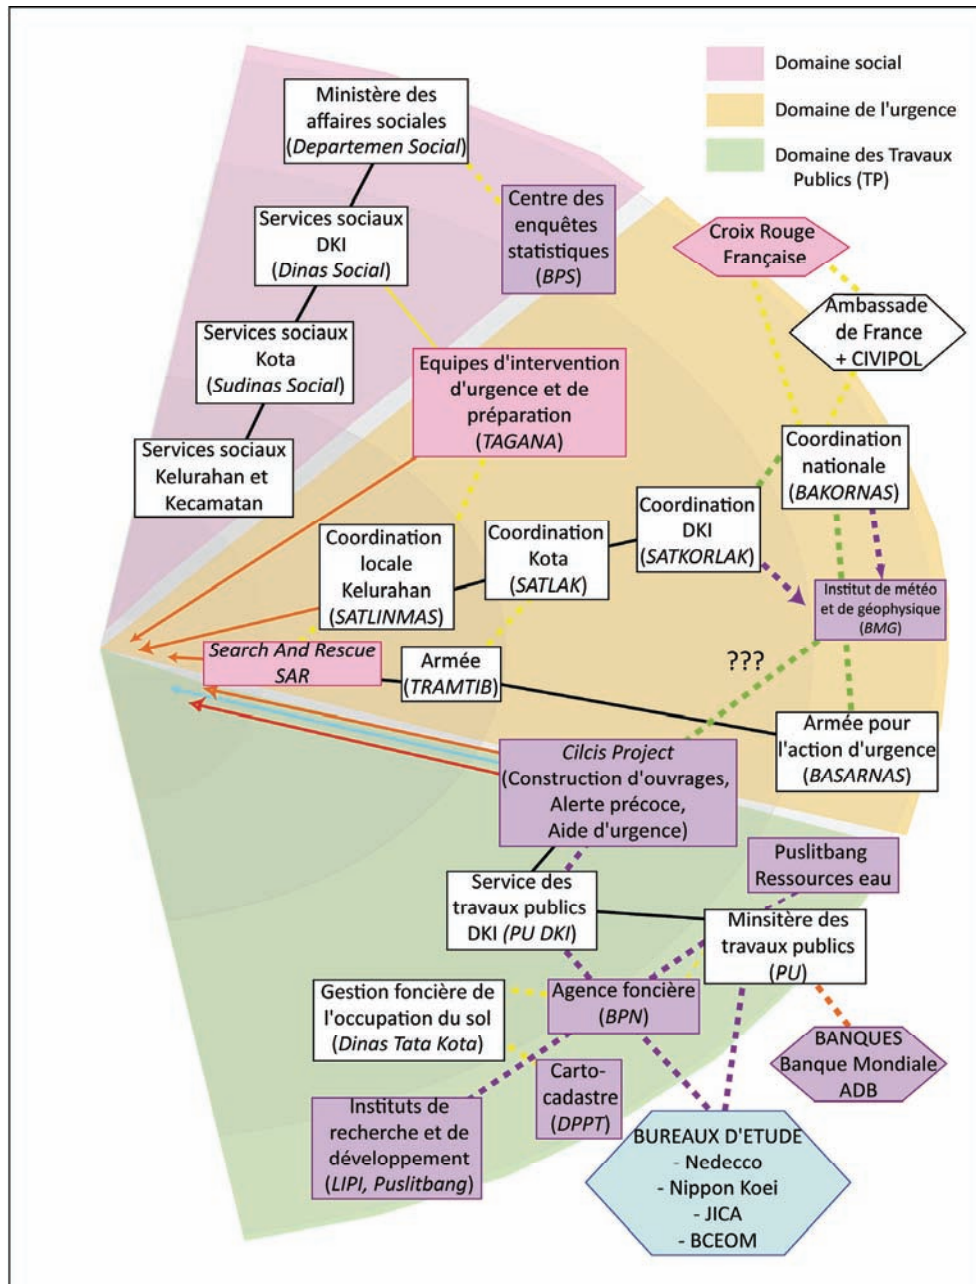 Domaine social
Domaine de l'urgence
Domaine des Travaux
Publics (TP)
Ministère des
affaires sociales
(Departemen Social)
Centre des
enquêtes
statistiques
(BPS)
Services sociaux
DKI
(Dinas Social)
Croix Rouge
Française
Ambassade
de France
+ CIVIPOL
Services sociaux
Kota
(Sudinas Social)
Equipes d'intervention
d'urgence et de
préparation
(TAGANA)
Services sociaux
Kelurahan et
Kecamatan
Coordination
nationale
(BAKORNAS)
Coordination
DKI
(SATKORLAK)
Coordination
Kota
(SATLAK)
Coordination
locale
Kelurahan
(SATLINMAS)
Institut de météo
et de géophysique
(BMG)
Search And Rescue
SAR
Armée
(TRAMTIB)
???
Armée pour
l'action d'urgence
(BASARNAS)
Cilcis Project
(Construction d'ouvrages,
Alerte précoce,
Aide d'urgence)
Puslitbang
Ressources eau
Service des
travaux publics
DKI (PU DKI)
Minsitère des
travaux publics
(PU)
Gestion foncière de
l'occupation du sol
(Dinas Tata Kota)
Agence foncière
(BPN)
BANQUES
Banque Mondiale
ADB
Carto-
cadastre
(DPPT)
Instituts de
recherche et de
développement
(LIPI, Puslitbang)
BUREAUX D'ETUDE
- Nedecco
- Nippon Koei
- JICA
- BCEOM